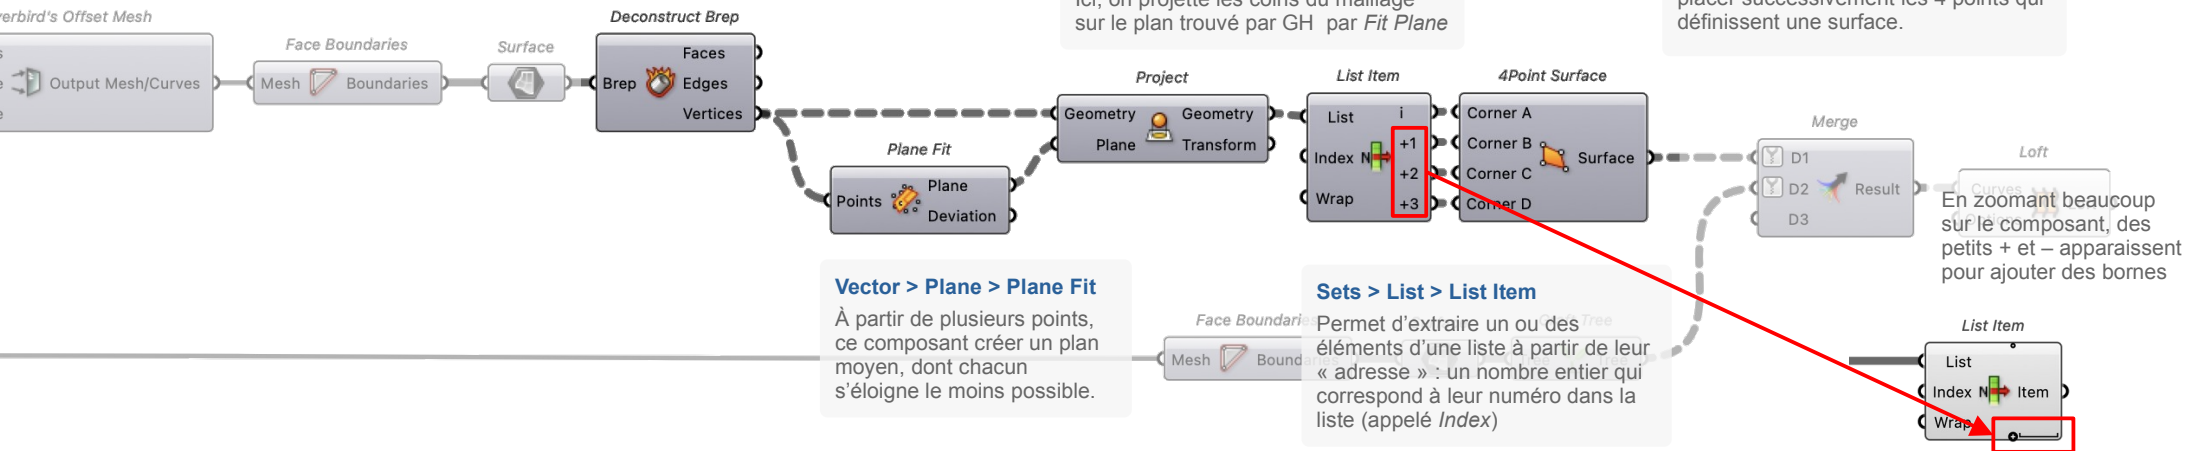 erbird's Offset Mesh
Output Mesh/Curves
Face Boundaries
Mesh
Boundaries
Surface
Deconstruct Brep
Brep
Faces
Edges
Vertices
Ici, on projette les coins du maillage
sur le plan trouvé par GH par Fit Plane
placer successivement les 4 points qui
définissent une surface.
Plane Fit
Points
Plane
Deviation
Project
Geometry
Plane
Geometry
Transform
List Item
List
Index
Wrap
N
i
+1
+2
+3
4Point Surface
Corner A
Corner B
Corner C
Corner D
Surface
Merge
D1
D2
D3
Result
Loft
Curves
En zoomant beaucoup
sur le composant, des
petits + et – apparaissent
pour ajouter des bornes
Vector > Plane > Plane Fit
À partir de plusieurs points,
ce composant créer un plan
moyen, dont chacun
s'éloigne le moins possible.
Face Boundaries
Mesh
Boundaries
Sets > List > List Item
Permet d'extraire un ou des
éléments d'une liste à partir de leur
« adresse » : un nombre entier qui
correspond à leur numéro dans la
liste (appelé Index)
Graft Tree
Tree
Tree
List Item
List
Index
Wrap
N
Item